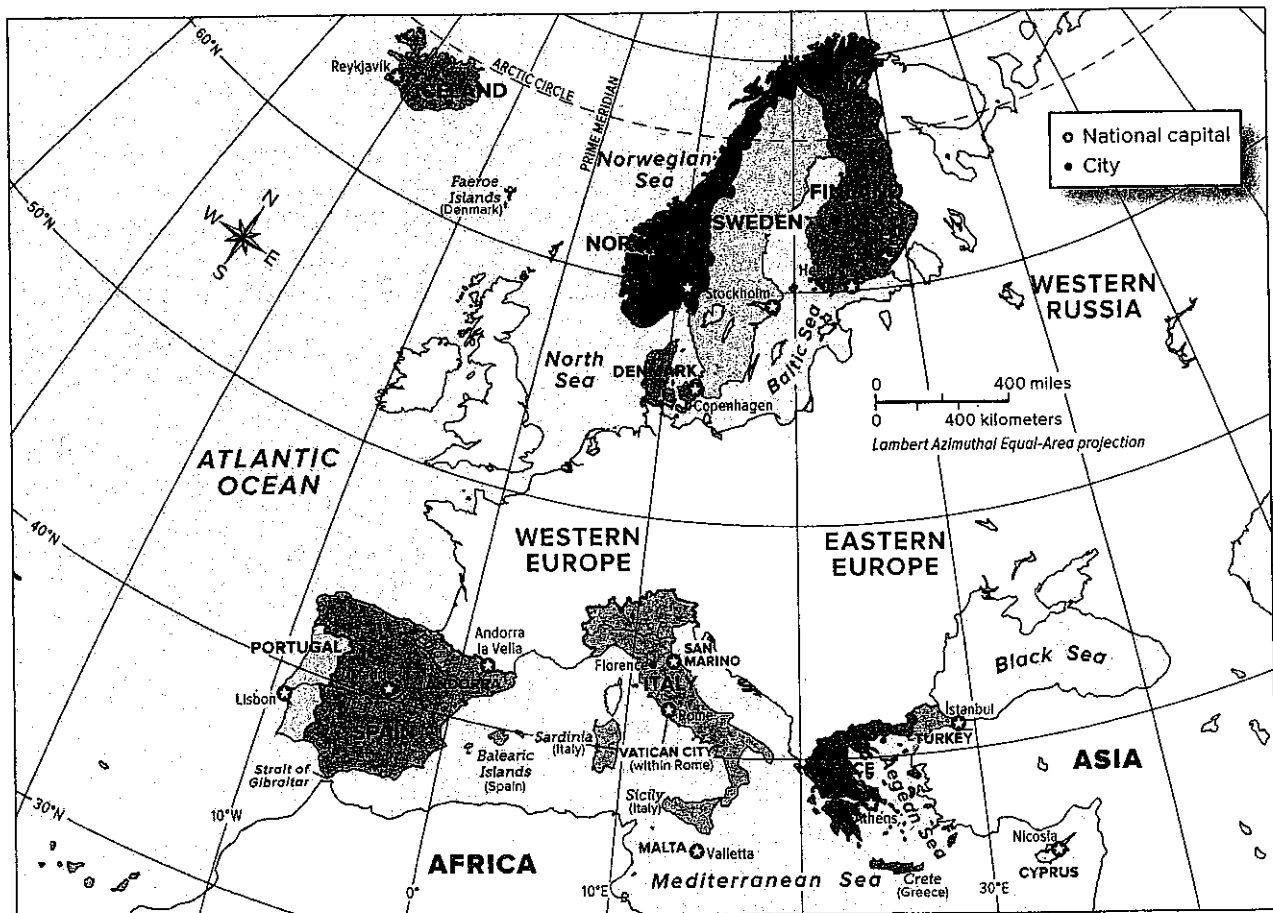 60°N
Reykjavík
ICELAND
ARCTIC CIRCLE
PRIME MERIDIAN
National capital
City
50°N
N
W
E
S
Faeroe
Islands
(Denmark)
Norwegian
Sea
FINLAND
SWEDEN
Stockholm
WESTERN
RUSSIA
North
Sea
DENMARK
Copenhagen
Baltic Sea
0
400 miles
0
400 kilometers
Lambert Azimuthal Equal-Area projection
ATLANTIC
OCEAN
40°N
WESTERN
EUROPE
EASTERN
EUROPE
PORTUGAL
Andorra
la Vella
ANDORRA
Lisbon
SPAIN
Florence
SAN
MARINO
ITALY
Rome
Black Sea
İstanbul
TURKEY
Sardinia
(Italy)
VATICAN CITY
(within Rome)
Balearic
Islands
(Spain)
Strait of
Gibraltar
Aegean Sea
ASIA
Sicily
(Italy)
Athens
30°N
10°W
MALTA
Valletta
Nicosia
CYPRUS
AFRICA
0°
10°E
Mediterranean Sea
Crete
(Greece)
30°E